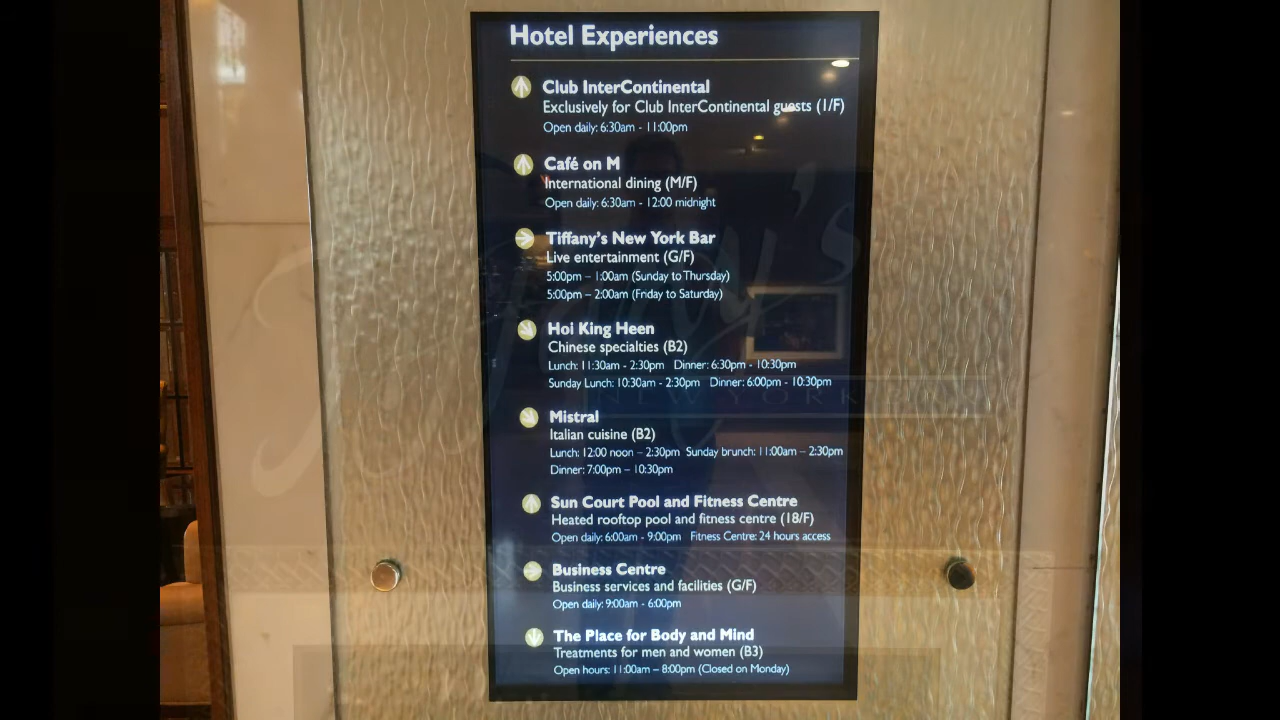 Hotel Experiences
Club InterContinental
Exclusively for Club InterContinental guests (1/F)
Open daily: 6:30am - 11:00pm
Café on M
International dining (M/F)
Open daily: 6:30am - 12:00 midnight
Tiffany's New York Bar
Live entertainment (G/F)
5:00pm – 1:00am (Sunday to Thursday)
5:00pm – 2:00am (Friday to Saturday)
Hoi King Heen
Chinese specialties (B2)
Lunch: 11:30am - 2:30pm Dinner: 6:30pm - 10:30pm
Sunday Lunch: 10:30am - 2:30pm Dinner: 6:00pm - 10:30pm
NEW YORK BAR
Mistral
Italian cuisine (B2)
Lunch: 12:00 noon – 2:30pm Sunday brunch: 11:00am – 2:30pm
Dinner: 7:00pm – 10:30pm
Sun Court Pool and Fitness Centre
Heated rooftop pool and fitness centre (18/F)
Open daily: 6:00am - 9:00pm Fitness Centre: 24 hours access
Business Centre
Business services and facilities (G/F)
Open daily: 9:00am - 6:00pm
The Place for Body and Mind
Treatments for men and women (B3)
Open hours: 11:00am – 8:00pm (Closed on Monday)